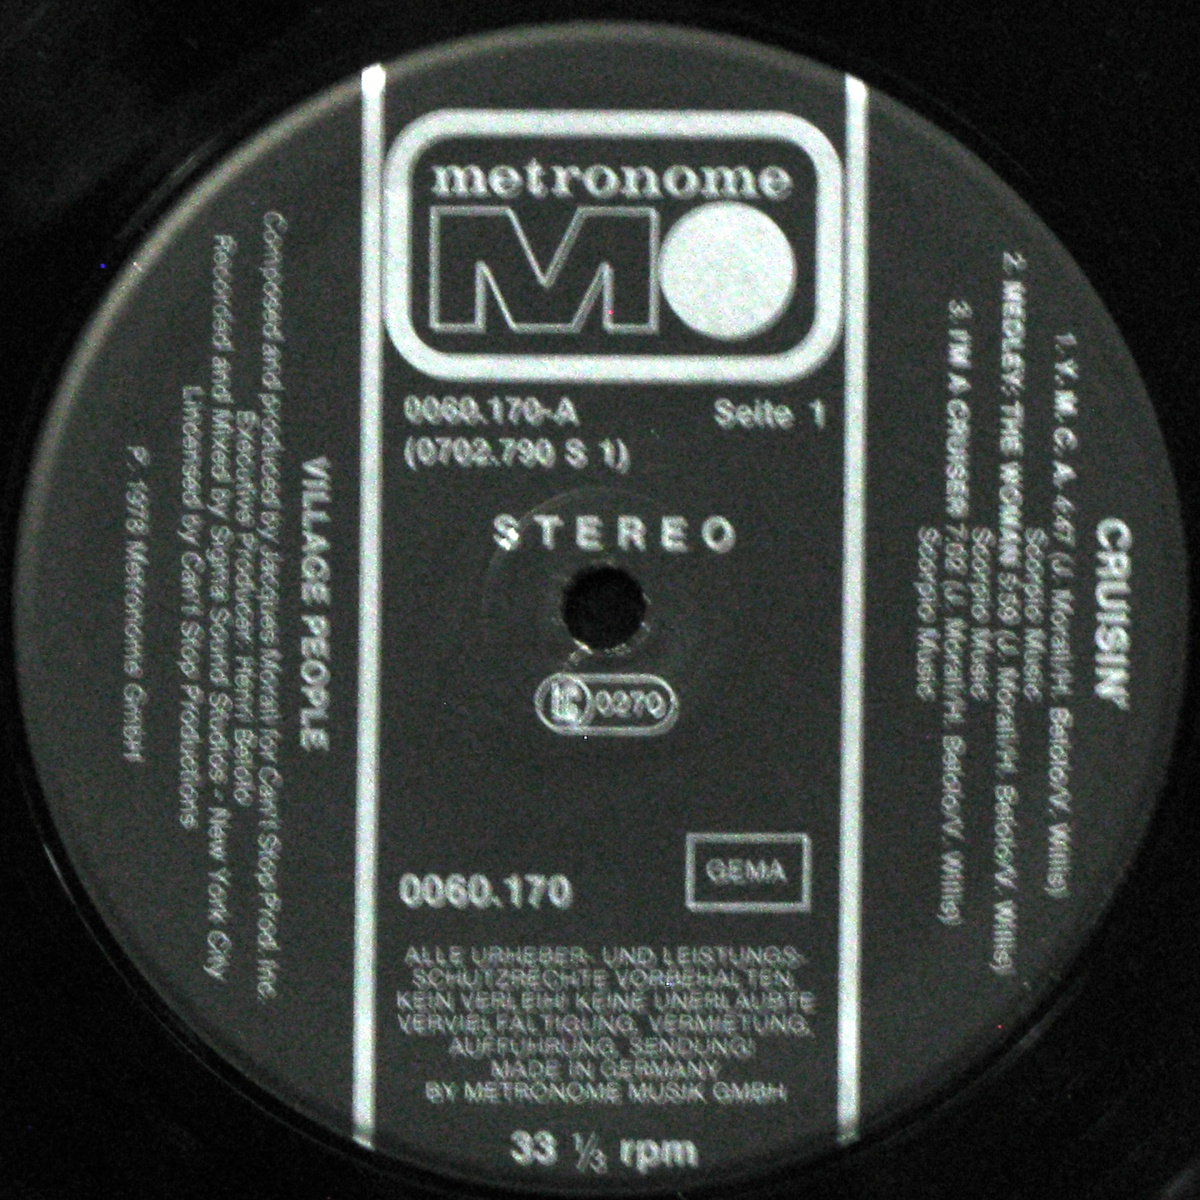 metronome
0060.170-A Seite 1
(0702.790 S 1)
STEREO
LC 0270
GEMA
0060.170
ALLE URHEBER- UND LEISTUNGS-
SCHUTZRECHTE VORBEHALTEN
KEIN VERLEIH! KEINE UNERLAUBTE
VERVIELFÄLTIGUNG, VERMIETUNG,
AUFFÜHRUNG, SENDUNG!
MADE IN GERMANY
BY METRONOME MUSIK GMBH
33 ⅓ rpm
CRUISIN'
1. Y. M. C. A. 4:47 (J. Morali/H. Belolo/V. Willis)
Scorpio Music
2. MEDLEY: THE WOMAN 5:59 (J. Morali/H. Belolo/V. Willis)
Scorpio Music
3. I'M A CRUISER 7:02 (J. Morali/H. Belolo/V. Willis)
Scorpio Music
VILLAGE PEOPLE
Composed and produced by Jacques Morali for Can't Stop Prod. Inc.
Executive Producer: Henri Belolo
Recorded and Mixed by Sigma Sound Studios - New York City
Licensed by Can't Stop Productions
P. 1978 Metronome GmbH